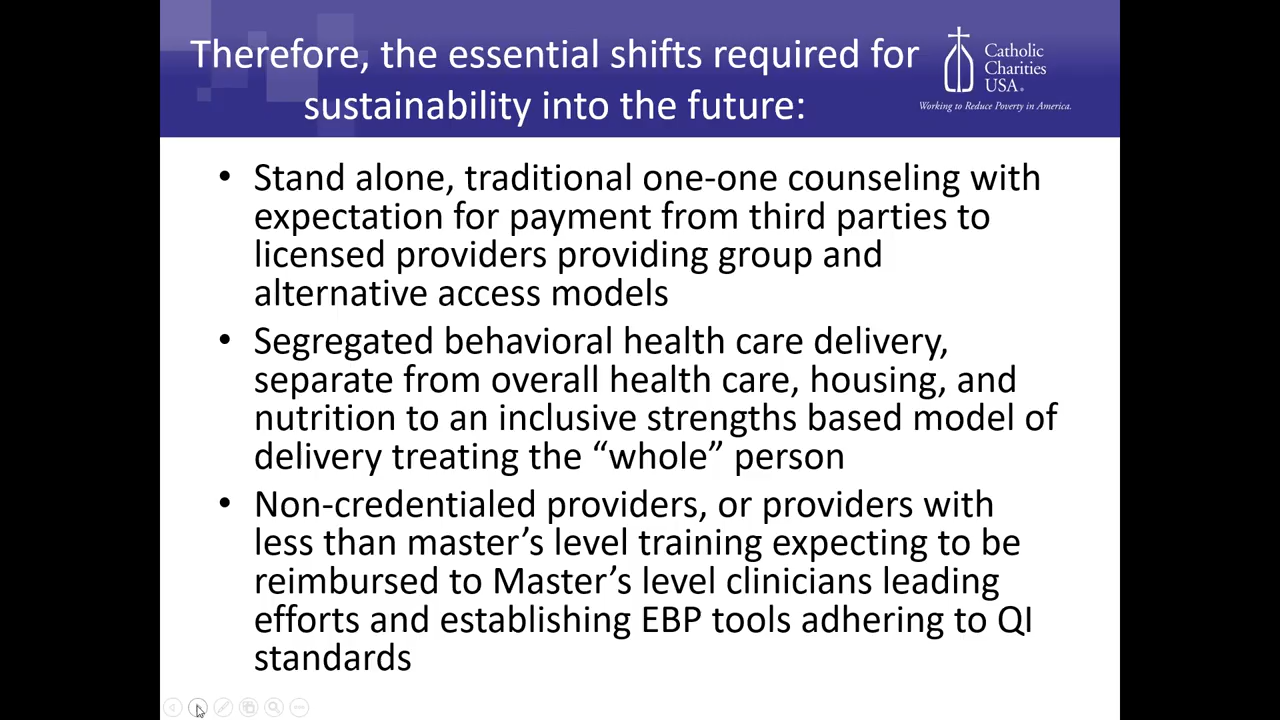 Therefore, the essential shifts required for
sustainability into the future:
Catholic
Charities
USA®
Working to Reduce Poverty in America.
• Stand alone, traditional one-one counseling with
expectation for payment from third parties to
licensed providers providing group and
alternative access models
• Segregated behavioral health care delivery,
separate from overall health care, housing, and
nutrition to an inclusive strengths based model of
delivery treating the “whole” person
• Non-credentialed providers, or providers with
less than master’s level training expecting to be
reimbursed to Master’s level clinicians leading
efforts and establishing EBP tools adhering to QI
standards